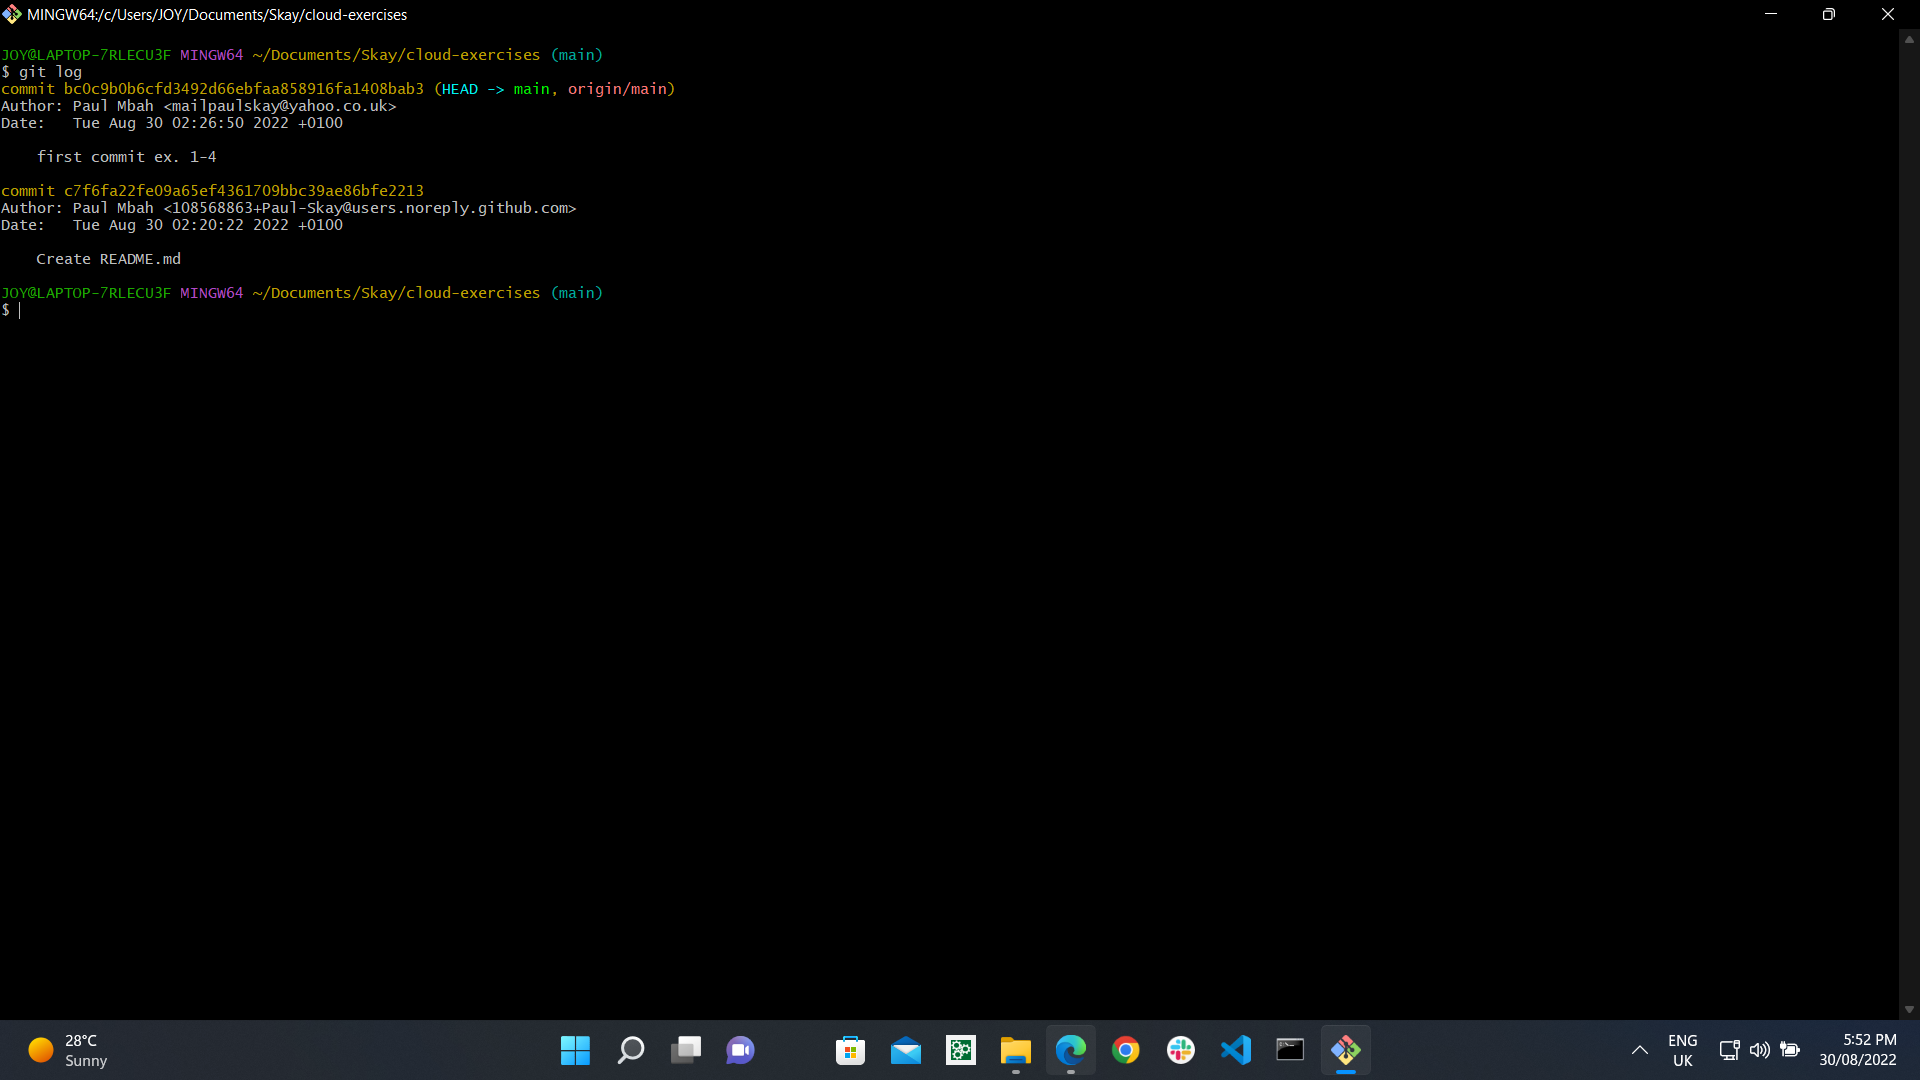 MINGW64:/c/Users/JOY/Documents/Skay/cloud-exercises
JOY@LAPTOP-7RLECU3F MINGW64 ~/Documents/Skay/cloud-exercises (main)
$ git log
commit bc0c9b0b6cfd3492d66ebfaa858916fa1408bab3 (HEAD -> main, origin/main)
Author: Paul Mbah <mailpaulskay@yahoo.co.uk>
Date:   Tue Aug 30 02:26:50 2022 +0100
    first commit ex. 1-4
commit c7f6fa22fe09a65ef4361709bbc39ae86bfe2213
Author: Paul Mbah <108568863+Paul-Skay@users.noreply.github.com>
Date:   Tue Aug 30 02:20:22 2022 +0100
    Create README.md
JOY@LAPTOP-7RLECU3F MINGW64 ~/Documents/Skay/cloud-exercises (main)
$
28°C
Sunny
ENG
UK
5:52 PM
30/08/2022